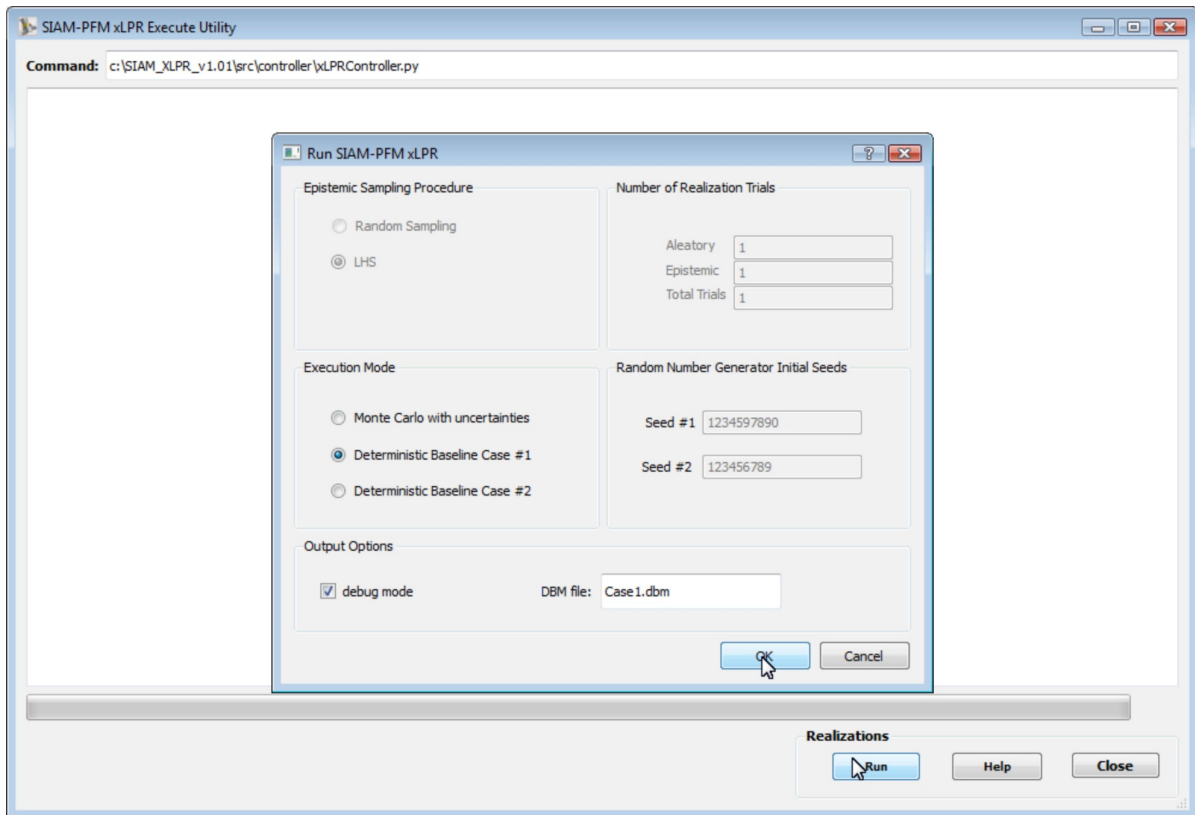 SIAM-PFM xLPR Execute Utility
Command: c:\SIAM_XLPR_v1.01\src\controller\xLPRController.py
Run SIAM-PFM xLPR
Epistemic Sampling Procedure
Random Sampling
LHS
Number of Realization Trials
Aleatory 1
Epistemic 1
Total Trials 1
Execution Mode
Monte Carlo with uncertainties
Deterministic Baseline Case #1
Deterministic Baseline Case #2
Random Number Generator Initial Seeds
Seed #1 1234597890
Seed #2 123456789
Output Options
debug mode DBM file: Case1.dbm
OK Cancel
Realizations
Run Help Close